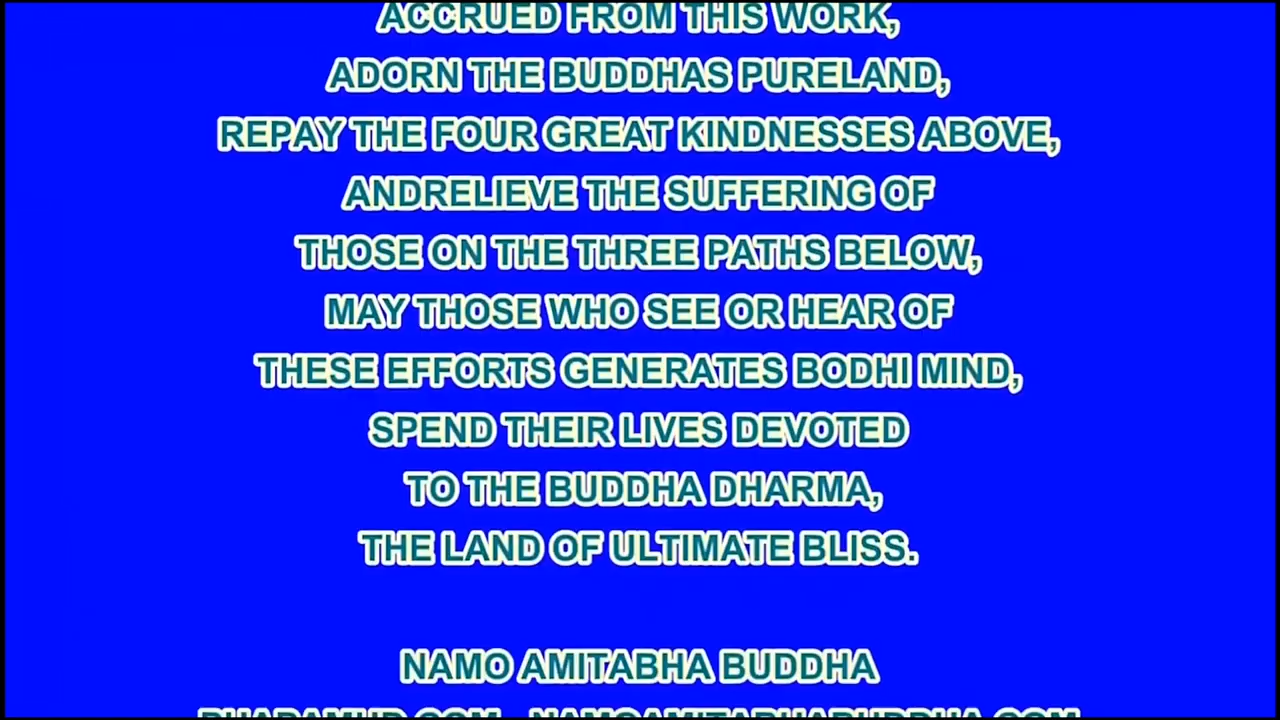 ACCRUED FROM THIS WORK,
ADORN THE BUDDHAS PURELAND,
REPAY THE FOUR GREAT KINDNESSES ABOVE,
ANDRELIEVE THE SUFFERING OF
THOSE ON THE THREE PATHS BELOW,
MAY THOSE WHO SEE OR HEAR OF
THESE EFFORTS GENERATES BODHI MIND,
SPEND THEIR LIVES DEVOTED
TO THE BUDDHA DHARMA,
THE LAND OF ULTIMATE BLISS.
NAMO AMITABHA BUDDHA